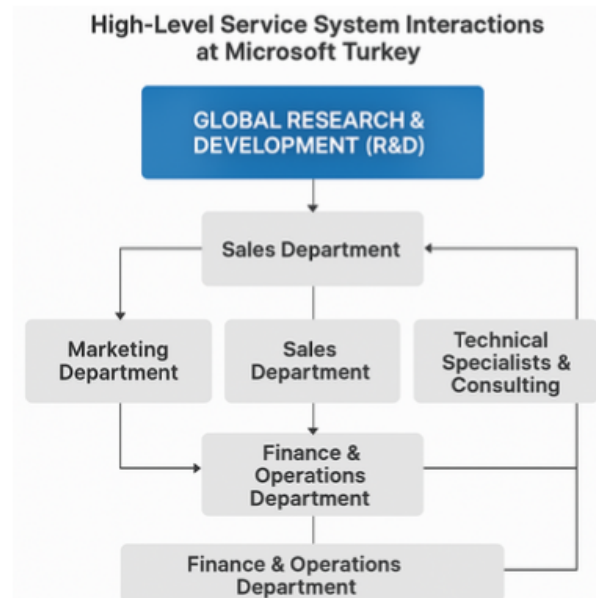 High-Level Service System Interactions
at Microsoft Turkey
GLOBAL RESEARCH &
DEVELOPMENT (R&D)
Sales Department
Marketing
Department
Sales
Department
Technical
Specialists &
Consulting
Finance &
Operations
Department
Finance & Operations
Department